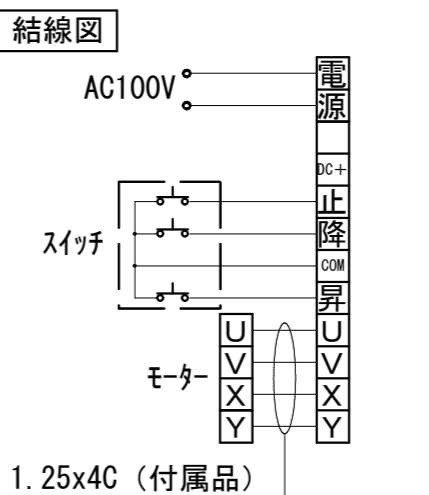 結線図
AC100V
電
源
DC+
止
スイッチ
降
COM
昇
U U
V V
モーター
X X
Y Y
1.25x4C (付属品)